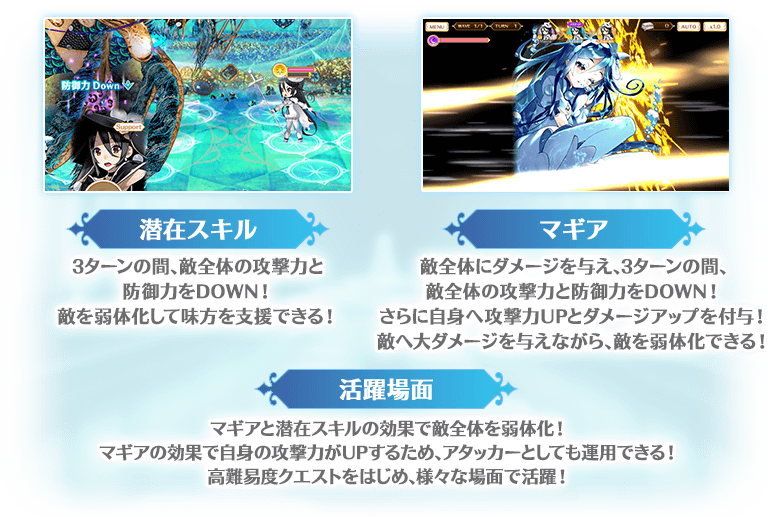 MENU
WAVE 1/1
TURN 1
0
AUTO
x1.0
防御力 Down
Support
潜在スキル
マギア
3ターンの間、敵全体の攻撃力と
防御力をDOWN！
敵を弱体化して味方を支援できる！
敵全体にダメージを与え、3ターンの間、
敵全体の攻撃力と防御力をDOWN！
さらに自身へ攻撃力UPとダメージアップを付与！
敵へ大ダメージを与えながら、敵を弱体化できる！
活躍場面
マギアと潜在スキルの効果で敵全体を弱体化！
マギアの効果で自身の攻撃力がUPするため、アタッカーとしても運用できる！
高難易度クエストをはじめ、様々な場面で活躍！